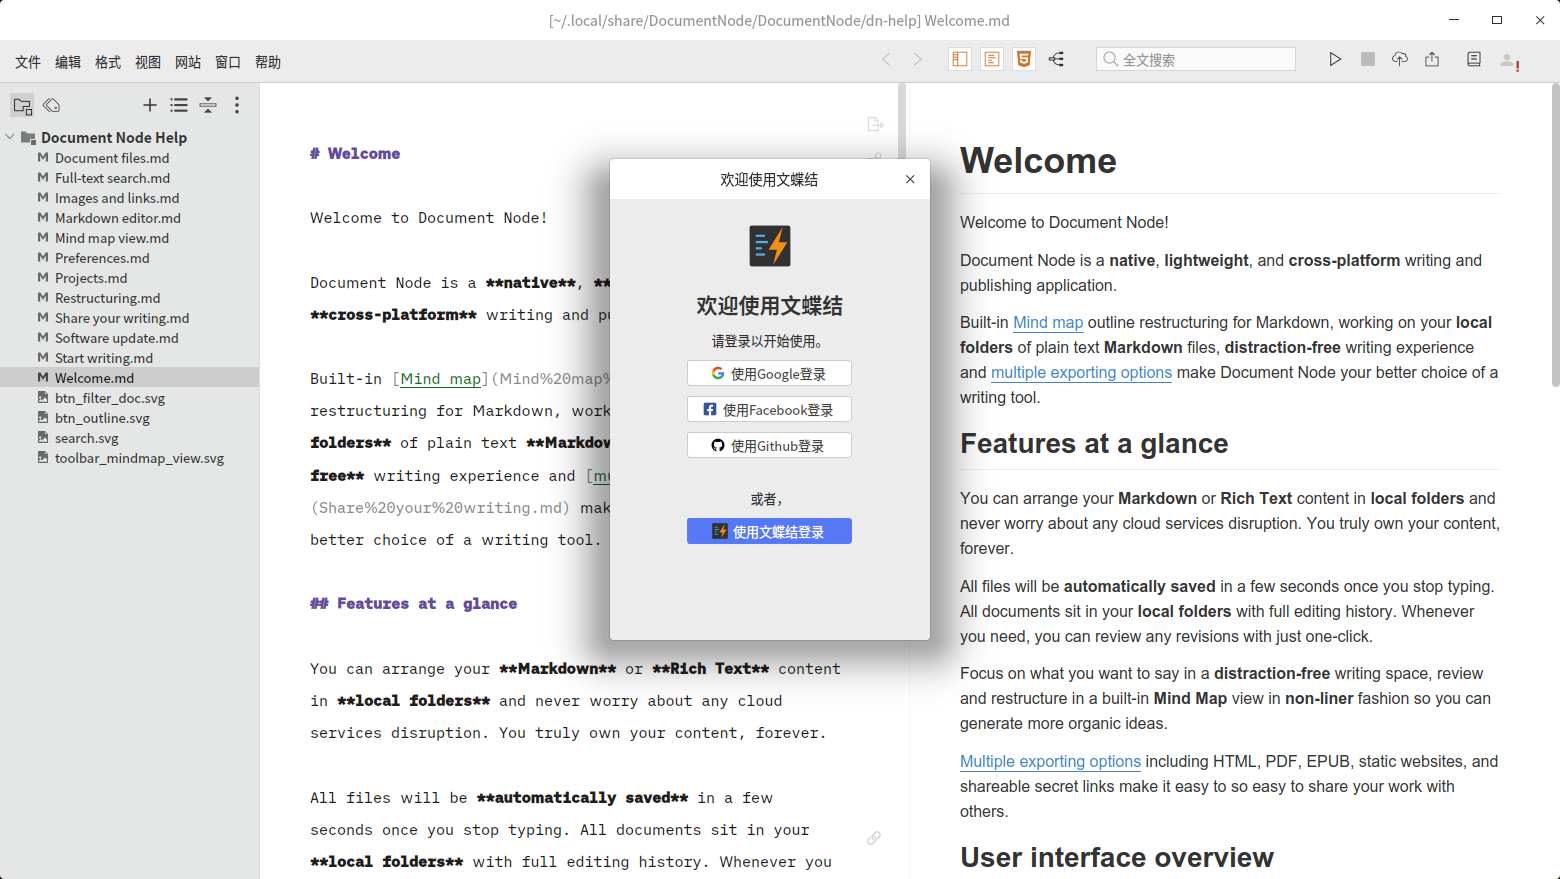 [~/.local/share/DocumentNode/DocumentNode/dn-help] Welcome.md
文件 编辑 格式 视图 网站 窗口 帮助
全文搜索
Document Node Help
Document files.md
Full-text search.md
Images and links.md
Markdown editor.md
Mind map view.md
Preferences.md
Projects.md
Restructuring.md
Share your writing.md
Software update.md
Start writing.md
Welcome.md
btn_filter_doc.svg
btn_outline.svg
search.svg
toolbar_mindmap_view.svg
# Welcome
Welcome to Document Node!
Document Node is a **native**, **
**cross-platform** writing and pu
Built-in [Mind map](Mind%20map%
restructuring for Markdown, work
folders** of plain text **Markdow
free** writing experience and [mu
(Share%20your%20writing.md) mak
better choice of a writing tool.
## Features at a glance
You can arrange your **Markdown** or **Rich Text** content
in **local folders** and never worry about any cloud
services disruption. You truly own your content, forever.
All files will be **automatically saved** in a few
seconds once you stop typing. All documents sit in your
**local folders** with full editing history. Whenever you
欢迎使用文蝶结
欢迎使用文蝶结
请登录以开始使用。
使用Google登录
使用Facebook登录
使用Github登录
或者，
使用文蝶结登录
Welcome
Welcome to Document Node!
Document Node is a native, lightweight, and cross-platform writing and
publishing application.
Built-in Mind map outline restructuring for Markdown, working on your local
folders of plain text Markdown files, distraction-free writing experience
and multiple exporting options make Document Node your better choice of a
writing tool.
Features at a glance
You can arrange your Markdown or Rich Text content in local folders and
never worry about any cloud services disruption. You truly own your content,
forever.
All files will be automatically saved in a few seconds once you stop typing.
All documents sit in your local folders with full editing history. Whenever
you need, you can review any revisions with just one-click.
Focus on what you want to say in a distraction-free writing space, review
and restructure in a built-in Mind Map view in non-liner fashion so you can
generate more organic ideas.
Multiple exporting options including HTML, PDF, EPUB, static websites, and
shareable secret links make it easy to so easy to share your work with
others.
User interface overview